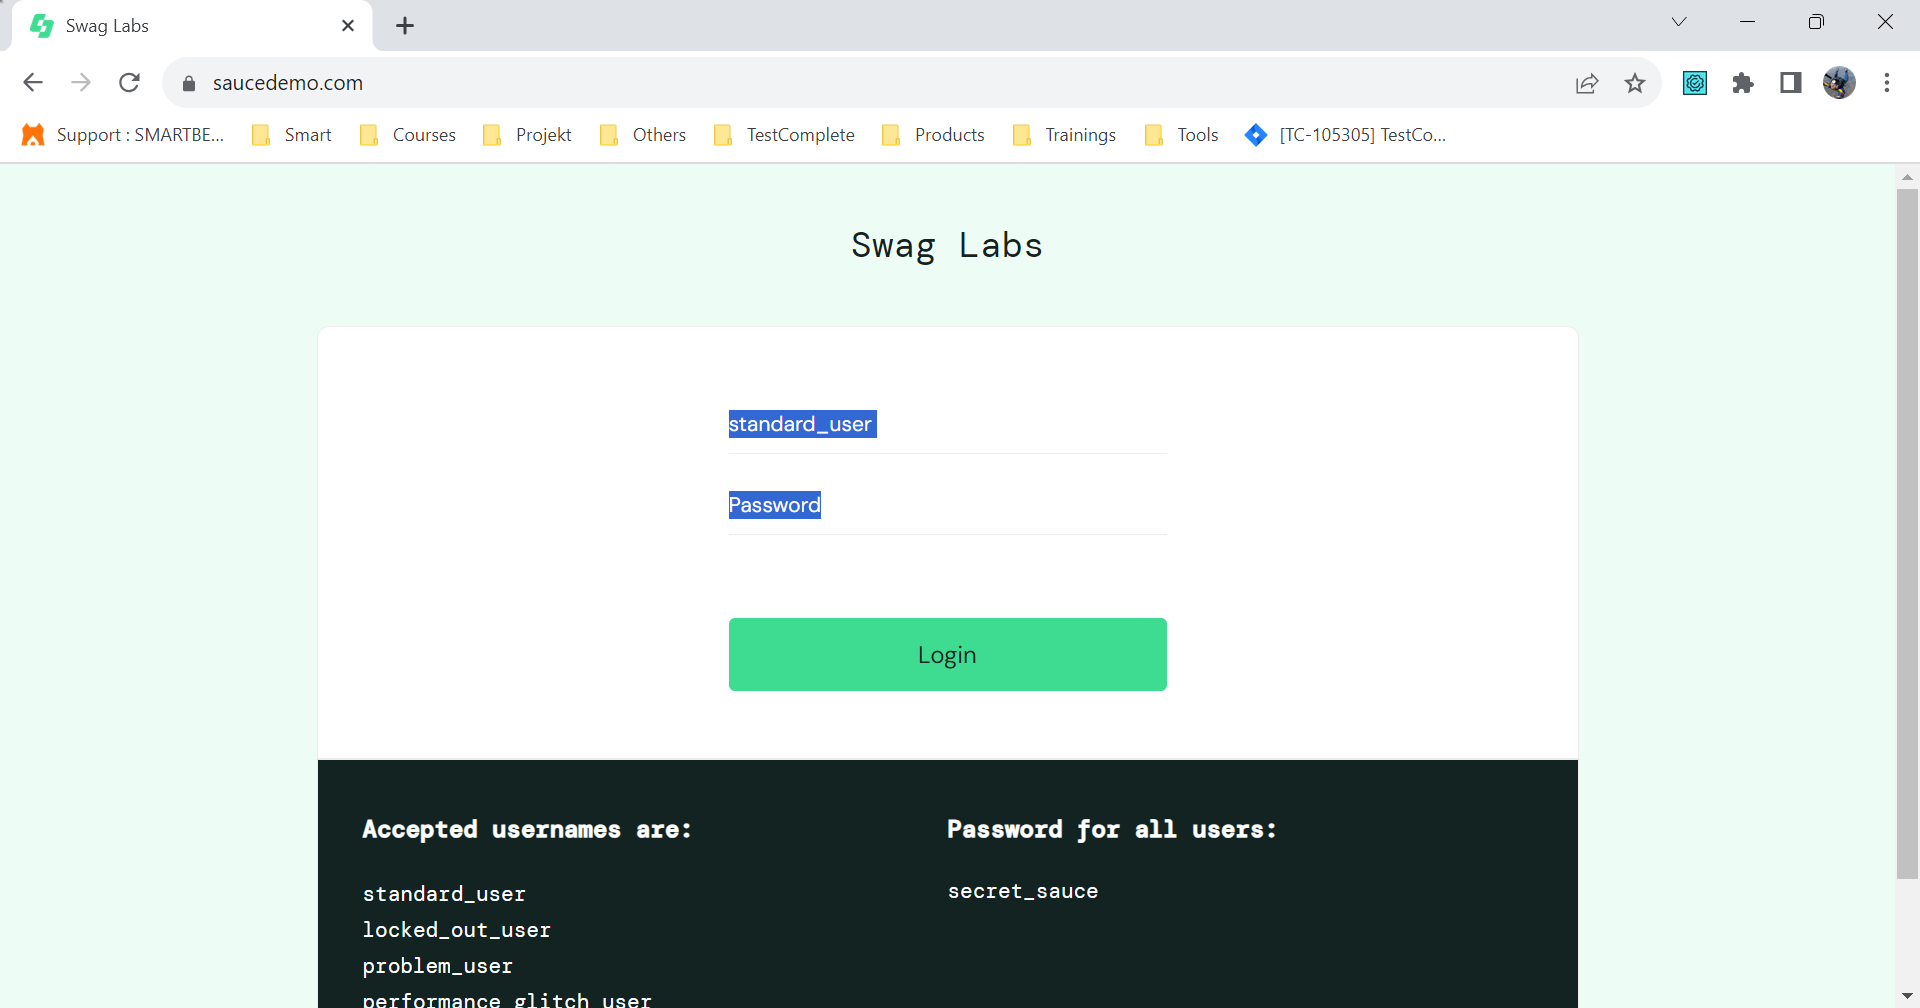 Swag Labs
saucedemo.com
Support : SMARTBE... Smart Courses Projekt Others TestComplete Products Trainings Tools [TC-105305] TestCo...
Swag Labs
standard_user
Password
Login
Accepted usernames are:
standard_user
locked_out_user
problem_user
performance_glitch_user
Password for all users:
secret_sauce